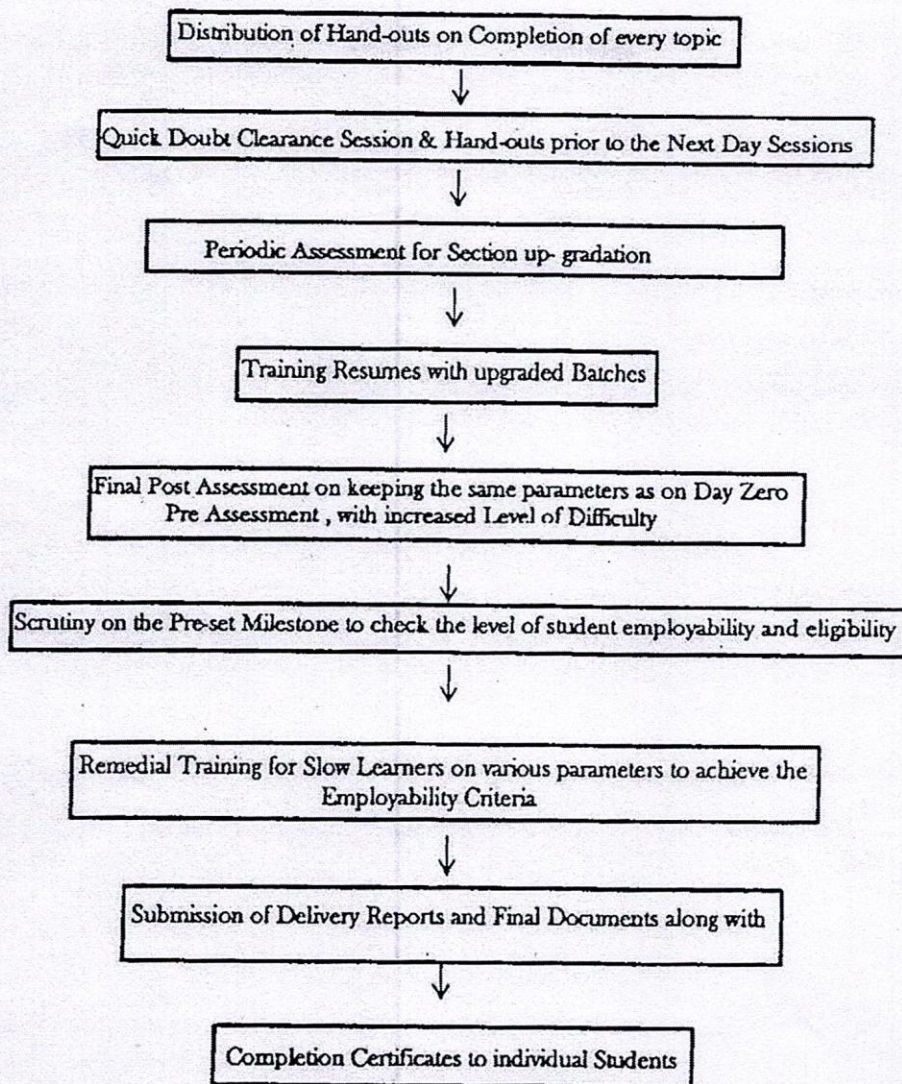 Distribution of Hand-outs on Completion of every topic
Quick Doubt Clearance Session & Hand-outs prior to the Next Day Sessions
Periodic Assessment for Section up- gradation
Training Resumes with upgraded Batches
Final Post Assessment on keeping the same parameters as on Day Zero
Pre Assessment , with increased Level of Difficulty
Scrutiny on the Pre-set Milestone to check the level of student employability and eligibility
Remedial Training for Slow Learners on various parameters to achieve the
Employability Criteria
Submission of Delivery Reports and Final Documents along with
Completion Certificates to individual Students